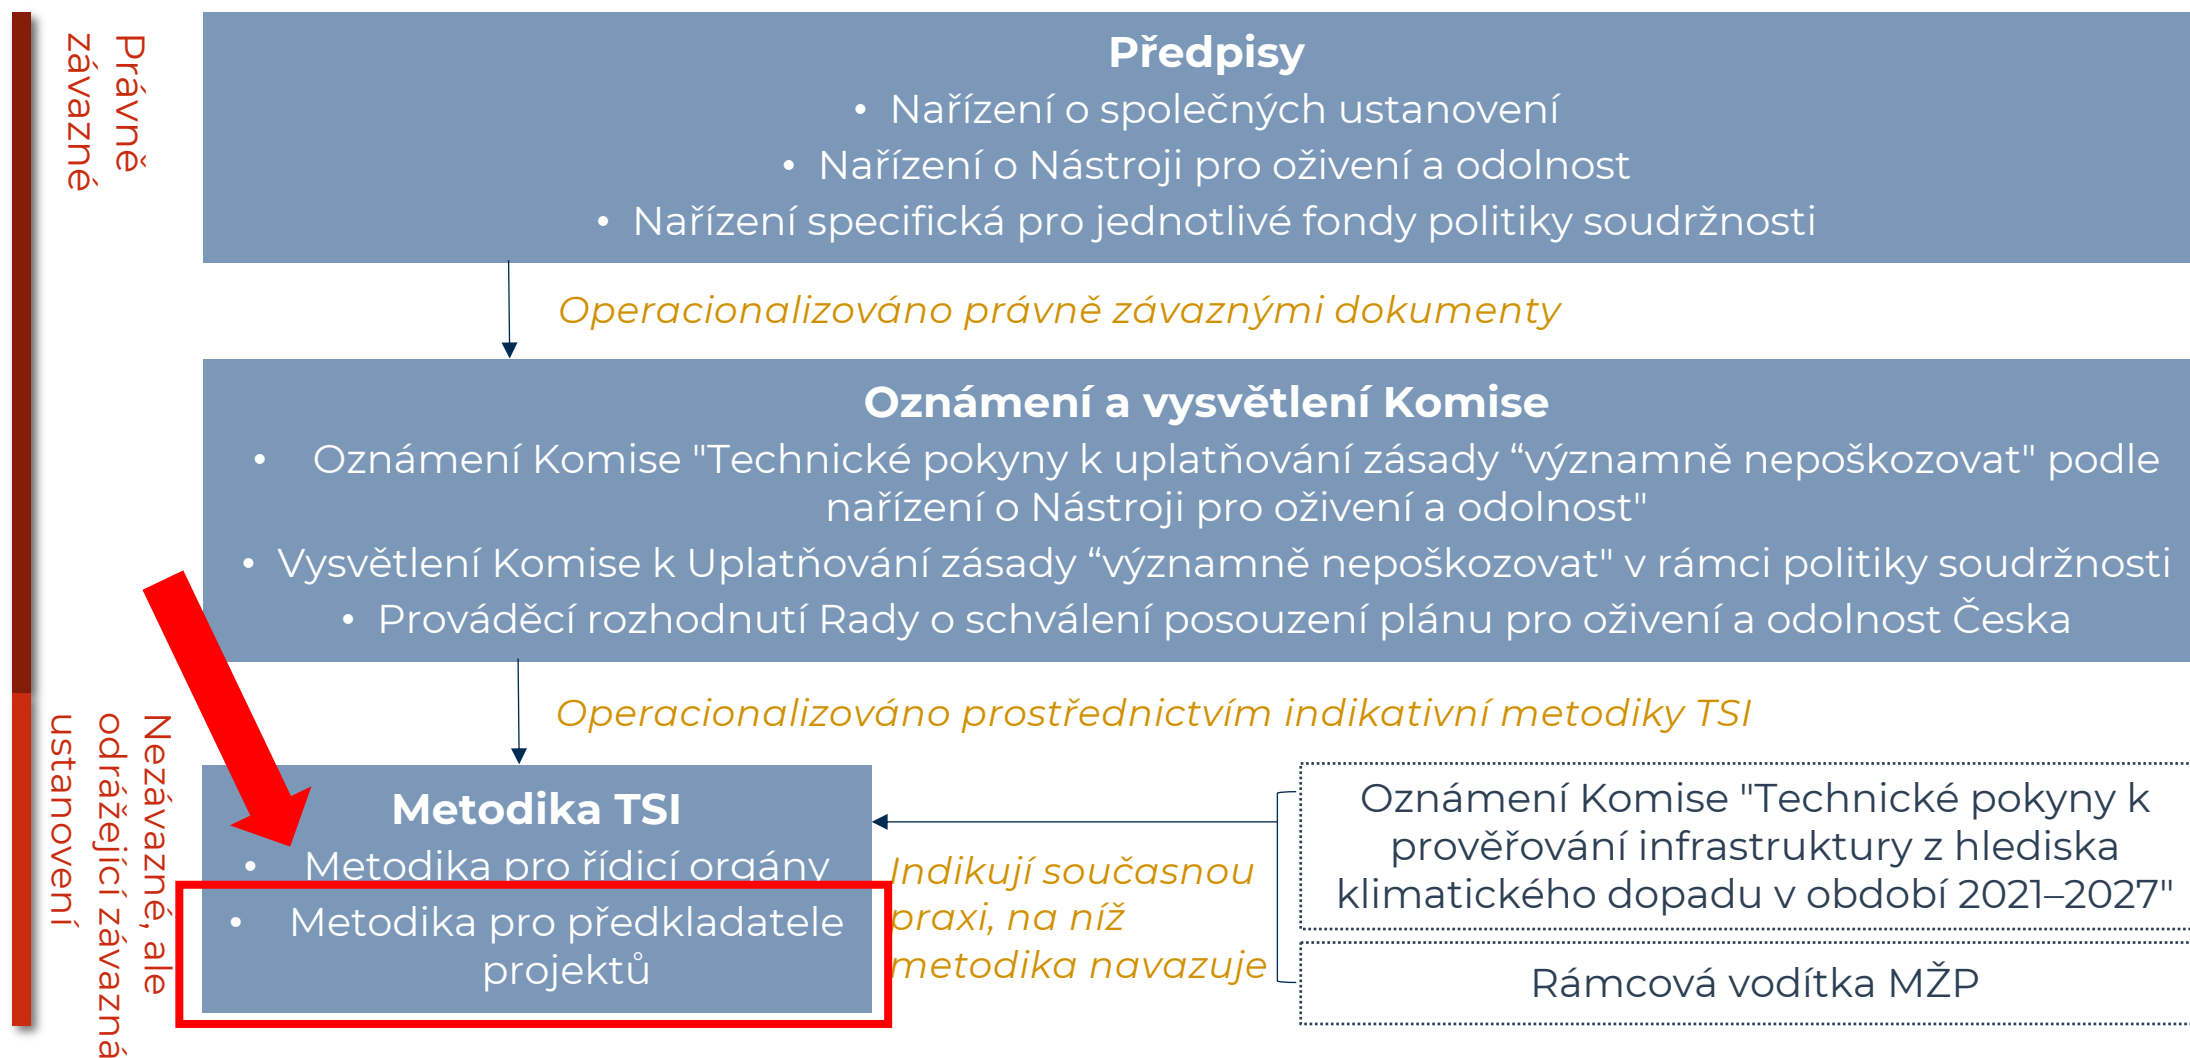 Právně
závazné
Předpisy
• Nařízení o společných ustanovení
• Nařízení o Nástroji pro oživení a odolnost
• Nařízení specifická pro jednotlivé fondy politiky soudržnosti
Operacionalizováno právně závaznými dokumenty
Oznámení a vysvětlení Komise
• Oznámení Komise "Technické pokyny k uplatňování zásady “významně nepoškozovat" podle
nařízení o Nástroji pro oživení a odolnost"
• Vysvětlení Komise k Uplatňování zásady “významně nepoškozovat" v rámci politiky soudržnosti
• Prováděcí rozhodnutí Rady o schválení posouzení plánu pro oživení a odolnost Česka
Operacionalizováno prostřednictvím indikativní metodiky TSI
Nezávazné, ale
odrážející závazná
ustanovení
Metodika TSI
• Metodika pro řídicí orgány
• Metodika pro předkladatele
projektů
Indikují současnou
praxi, na níž
metodika navazuje
Oznámení Komise "Technické pokyny k
prověřování infrastruktury z hlediska
klimatického dopadu v období 2021–2027"
Rámcová vodítka MŽP